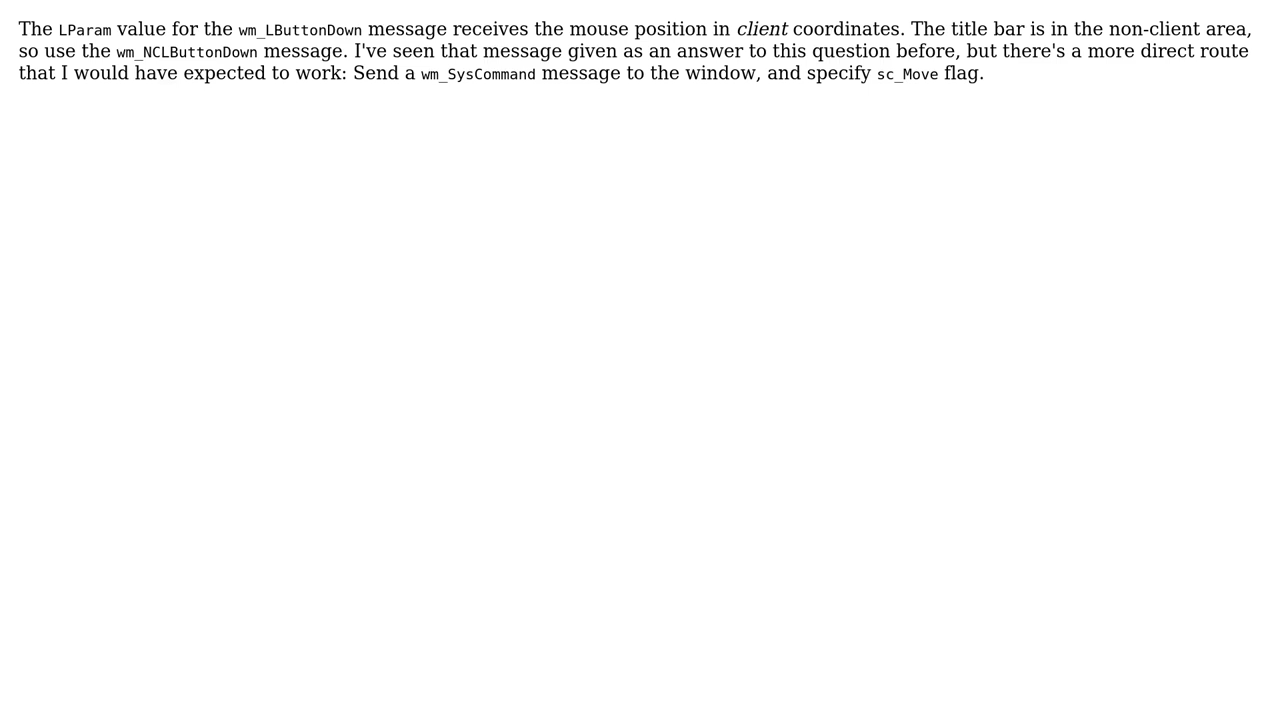 The LParam value for the wm_LButtonDown message receives the mouse position in client coordinates. The title bar is in the non-client area,
so use the wm_NCLButtonDown message. I've seen that message given as an answer to this question before, but there's a more direct route
that I would have expected to work: Send a wm_SysCommand message to the window, and specify sc_Move flag.